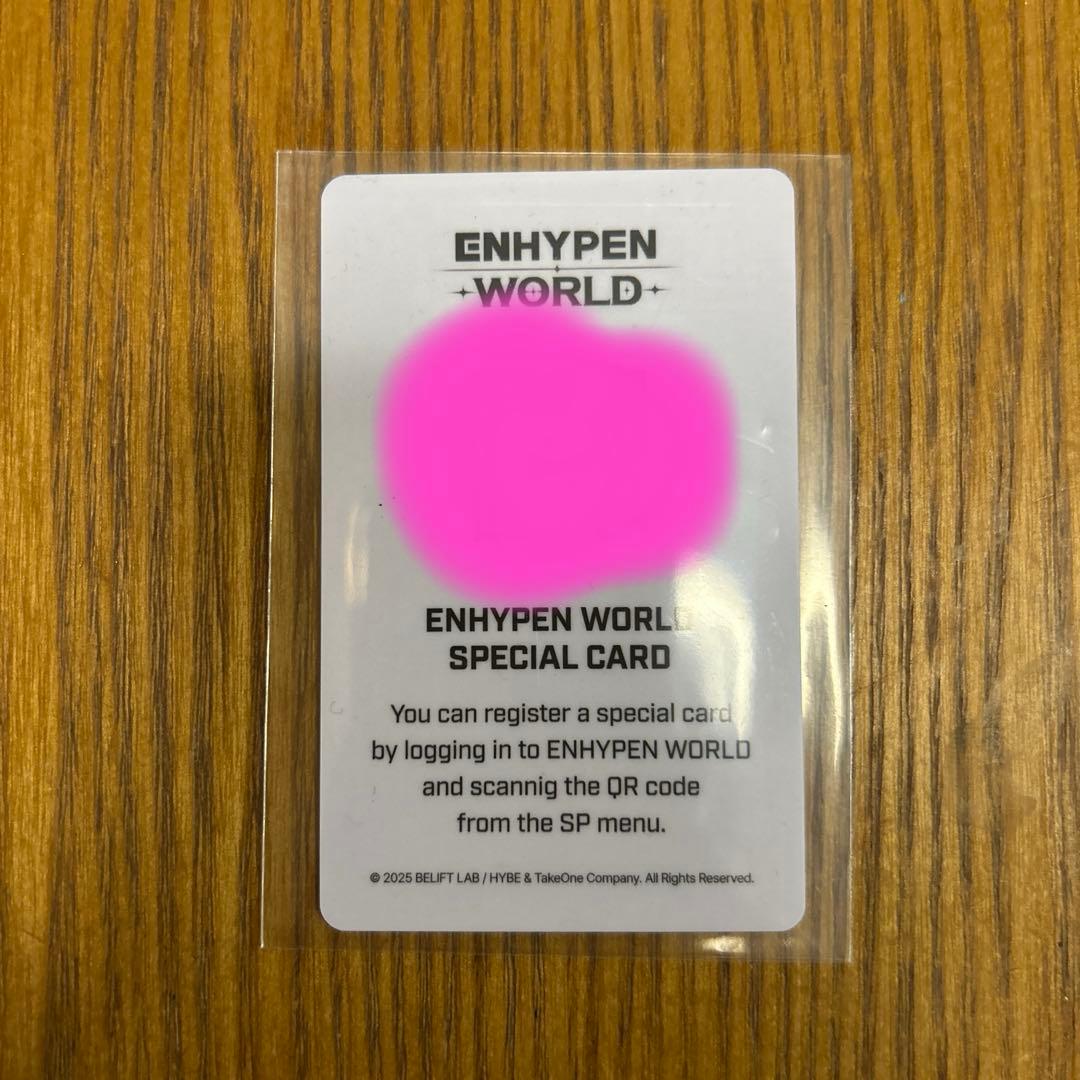 ENHYPEN
WORLD
ENHYPEN WORLD
SPECIAL CARD
You can register a special card
by logging in to ENHYPEN WORLD
and scannig the QR code
from the SP menu.
© 2025 BELIFT LAB / HYBE & TakeOne Company. All Rights Reserved.